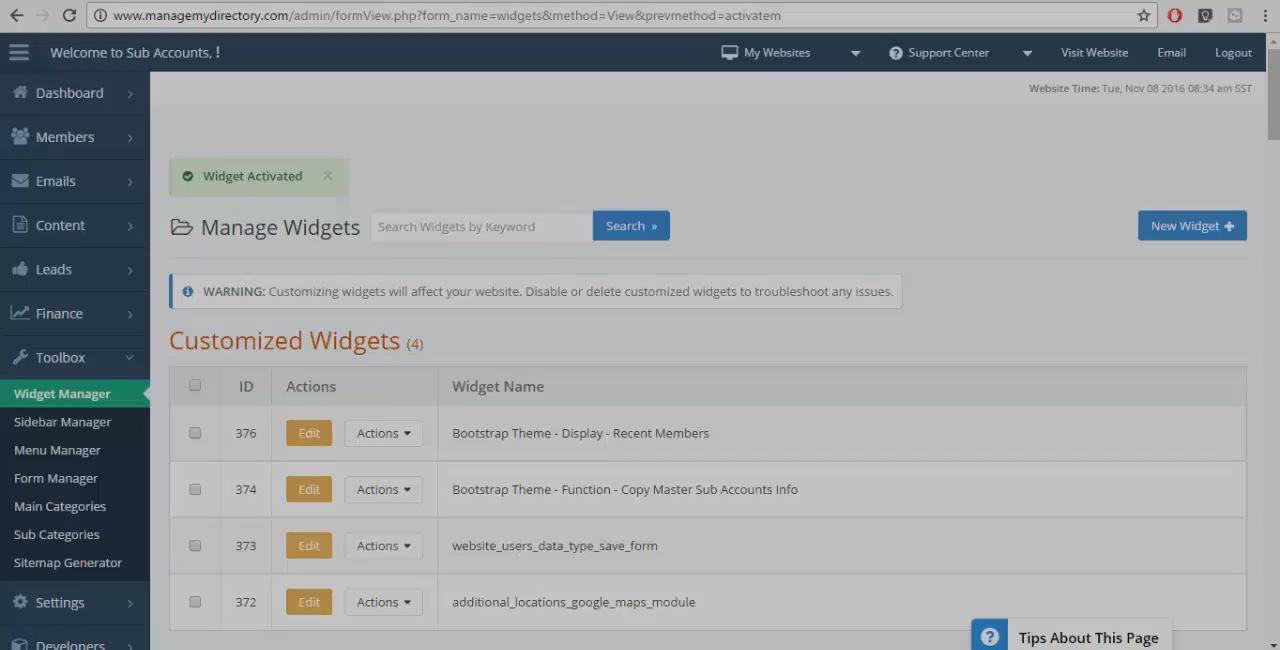 www.managemydirectory.com/admin/formView.php?form_name=widgets&method=View&prevmethod=activatem
Welcome to Sub Accounts, !
My Websites
Support Center
Visit Website
Email
Logout
Website Time: Tue, Nov 08 2016 08:34 am SST
Dashboard
Members
Emails
Content
Leads
Finance
Toolbox
Widget Manager
Sidebar Manager
Menu Manager
Form Manager
Main Categories
Sub Categories
Sitemap Generator
Settings
Developers
Widget Activated x
Manage Widgets
Search Widgets by Keyword
Search »
New Widget +
WARNING: Customizing widgets will affect your website. Disable or delete customized widgets to troubleshoot any issues.
Customized Widgets (4)
ID Actions Widget Name
376 Edit Actions Bootstrap Theme - Display - Recent Members
374 Edit Actions Bootstrap Theme - Function - Copy Master Sub Accounts Info
373 Edit Actions website_users_data_type_save_form
372 Edit Actions additional_locations_google_maps_module
? Tips About This Page